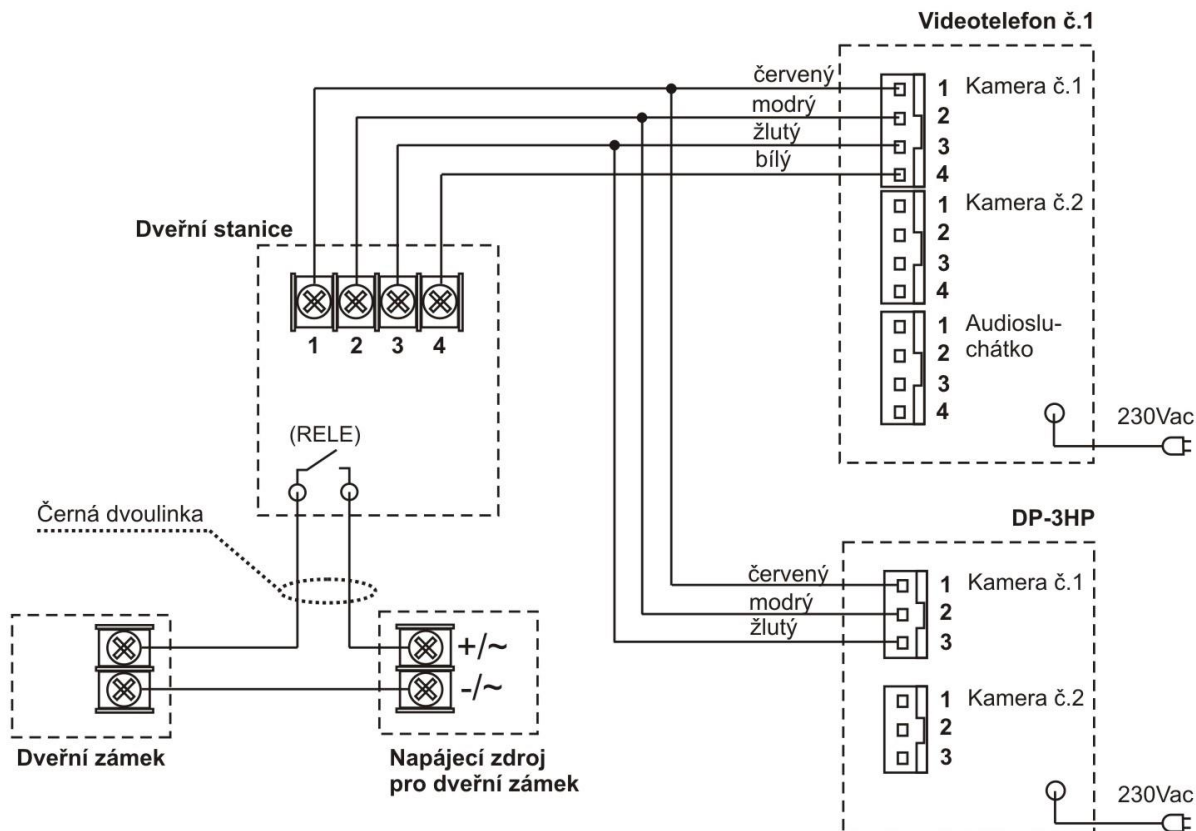 Videotelefon č.1
červený
modrý
žlutý
bílý
1 Kamera č.1
2
3
4
1 Kamera č.2
2
3
4
1 Audioslu-
2 chátko
3
4
230Vac
Dveřní stanice
1 2 3 4
(RELE)
Černá dvoulinka
+/~
-/~
Dveřní zámek
Napájecí zdroj
pro dveřní zámek
DP-3HP
červený
modrý
žlutý
1 Kamera č.1
2
3
1 Kamera č.2
2
3
230Vac